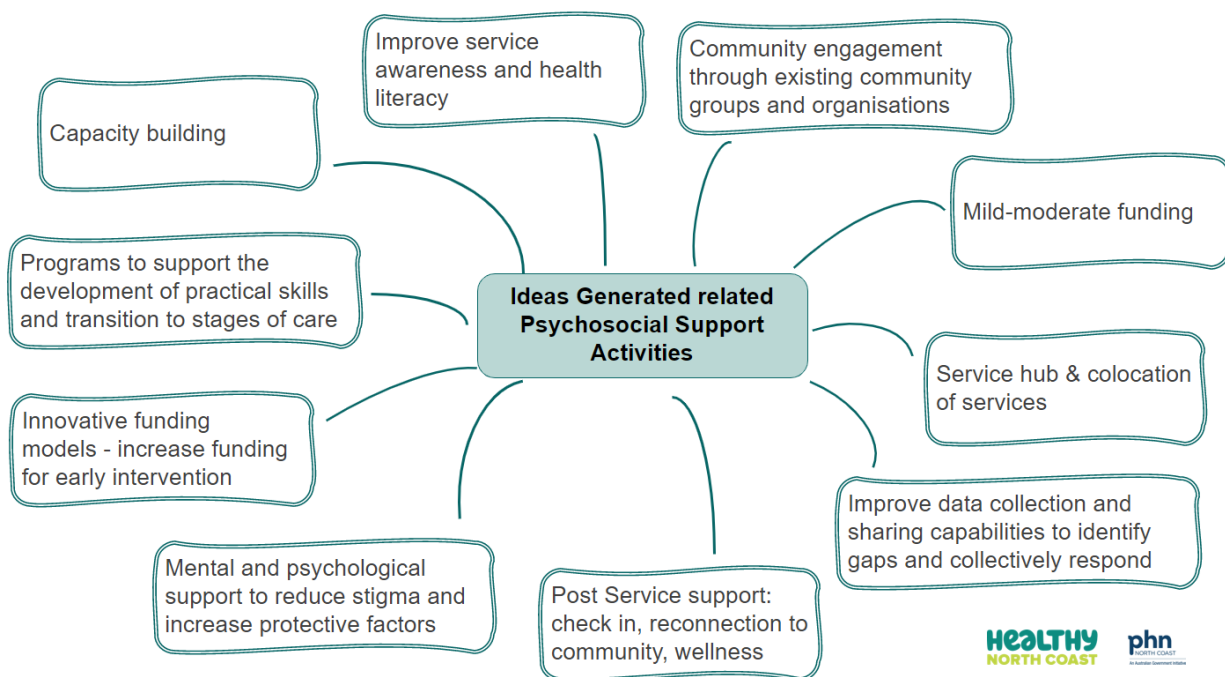 Improve service
awareness and health
literacy
Community engagement
through existing community
groups and organisations
Capacity building
Mild-moderate funding
Programs to support the
development of practical skills
and transition to stages of care
Ideas Generated related
Psychosocial Support
Activities
Service hub & colocation
of services
Innovative funding
models - increase funding
for early intervention
Improve data collection and
sharing capabilities to identify
gaps and collectively respond
Mental and psychological
support to reduce stigma and
increase protective factors
Post Service support:
check in, reconnection to
community, wellness
HEALTHY
NORTH COAST
phn
NORTH COAST
An Australian Government Initiative